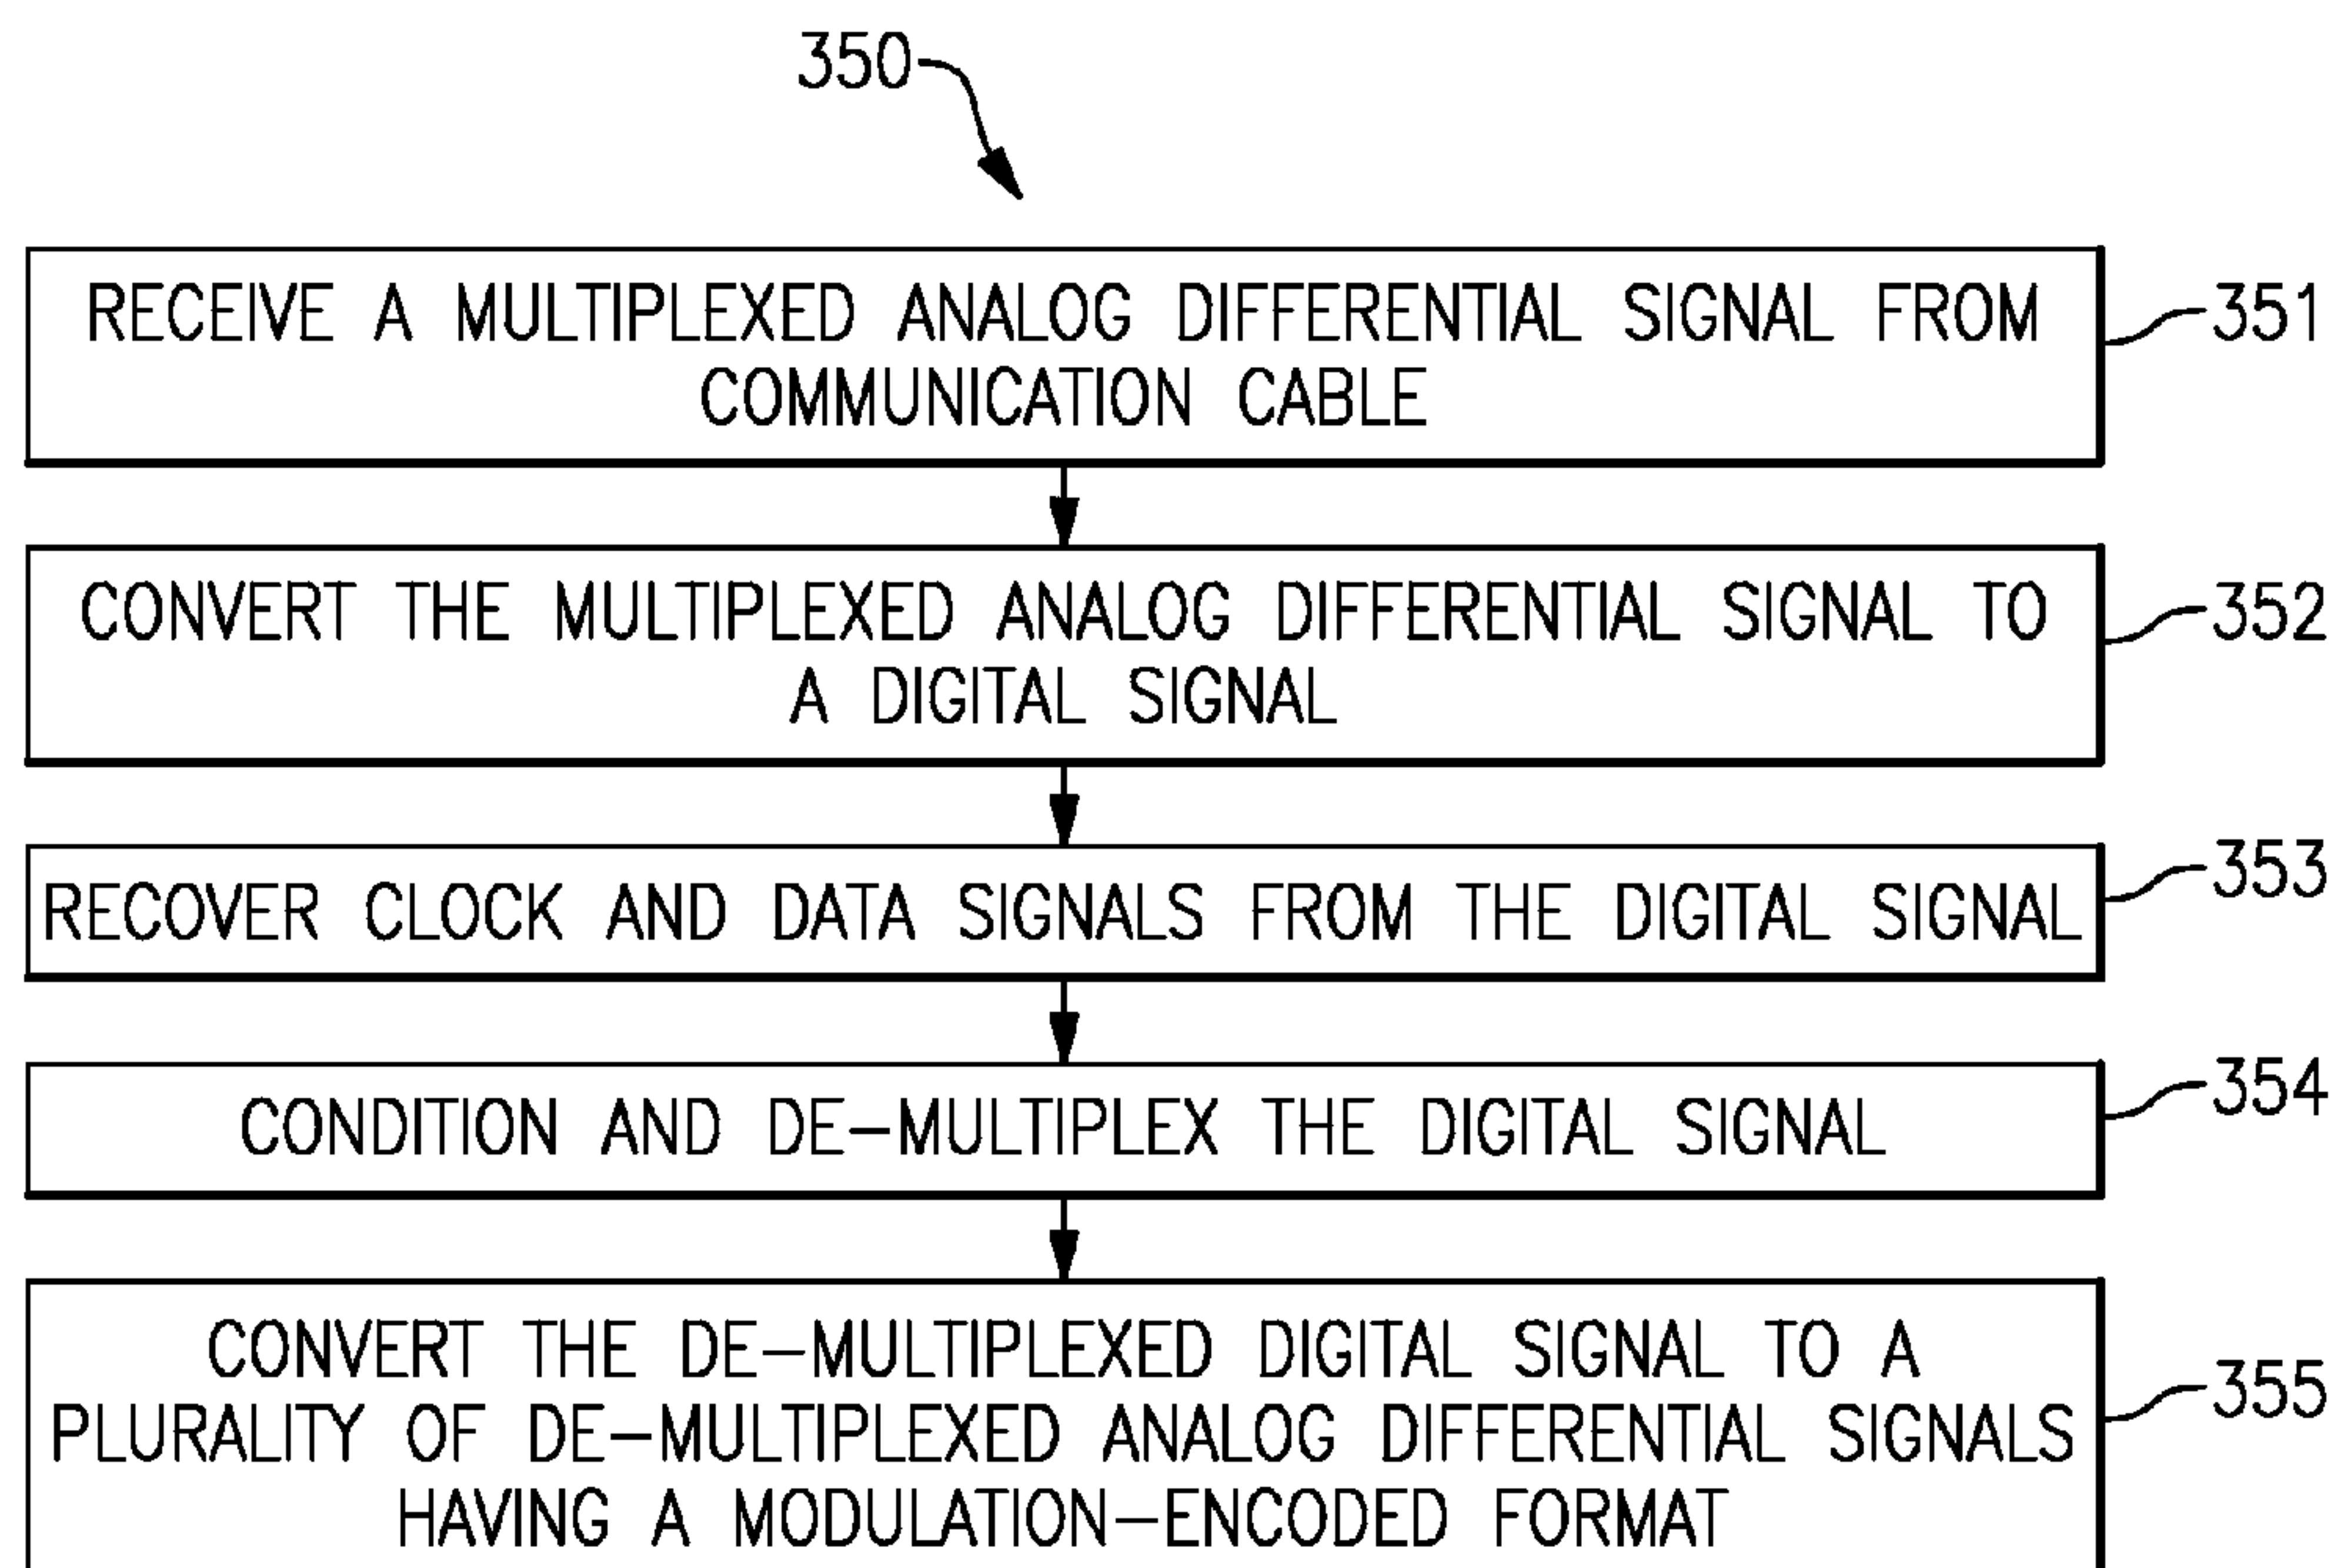 350
RECEIVE A MULTIPLEXED ANALOG DIFFERENTIAL SIGNAL FROM
COMMUNICATION CABLE
351
CONVERT THE MULTIPLEXED ANALOG DIFFERENTIAL SIGNAL TO
A DIGITAL SIGNAL
352
RECOVER CLOCK AND DATA SIGNALS FROM THE DIGITAL SIGNAL
353
CONDITION AND DE-MULTIPLEX THE DIGITAL SIGNAL
354
CONVERT THE DE-MULTIPLEXED DIGITAL SIGNAL TO A
PLURALITY OF DE-MULTIPLEXED ANALOG DIFFERENTIAL SIGNALS
HAVING A MODULATION-ENCODED FORMAT
355